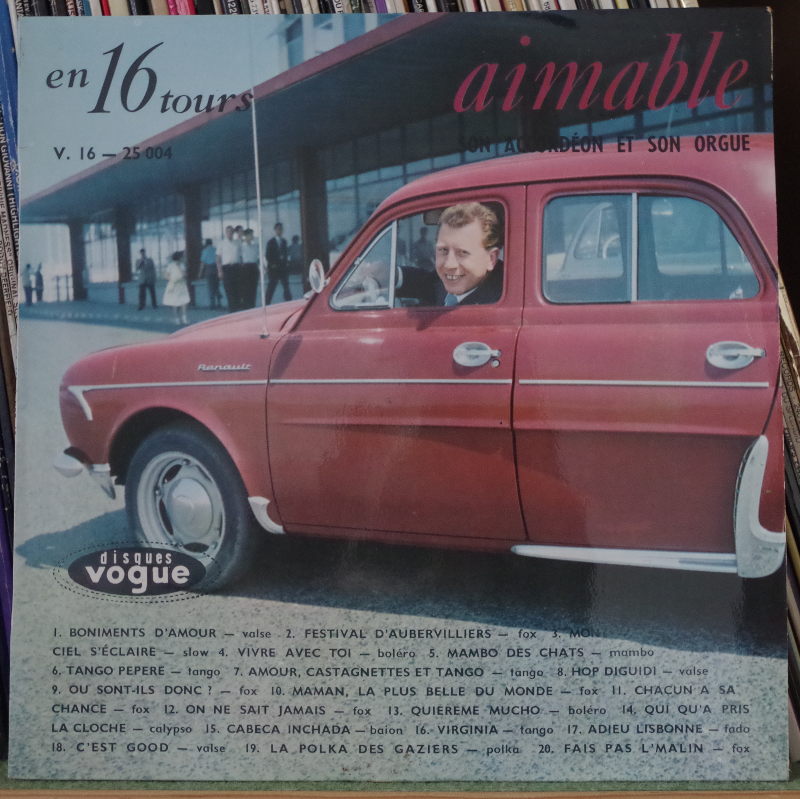 en 16 tours
aimable
V. 16 — 25 004
SON ACCORDÉON ET SON ORGUE
Renault
disques
vogue
1. BONIMENTS D'AMOUR — valse 2. FESTIVAL D'AUBERVILLIERS — fox 3. MON
CIEL S'ÉCLAIRE — slow 4. VIVRE AVEC TOI — boléro 5. MAMBO DES CHATS — mambo
6. TANGO PEPERE — tango 7. AMOUR, CASTAGNETTES ET TANGO — tango 8. HOP DIGUIDI — valse
9. OU SONT-ILS DONC ? — fox 10. MAMAN, LA PLUS BELLE DU MONDE — fox 11. CHACUN A SA
CHANCE — fox 12. ON NE SAIT JAMAIS — fox 13. QUIEREME MUCHO — boléro 14. QUI QU'A PRIS
LA CLOCHE — calypso 15. CABECA INCHADA — baion 16. VIRGINIA — tango 17. ADIEU LISBONNE — fado
18. C'EST GOOD — valse 19. LA POLKA DES GAZIERS — polka 20. FAIS PAS L'MALIN — fox